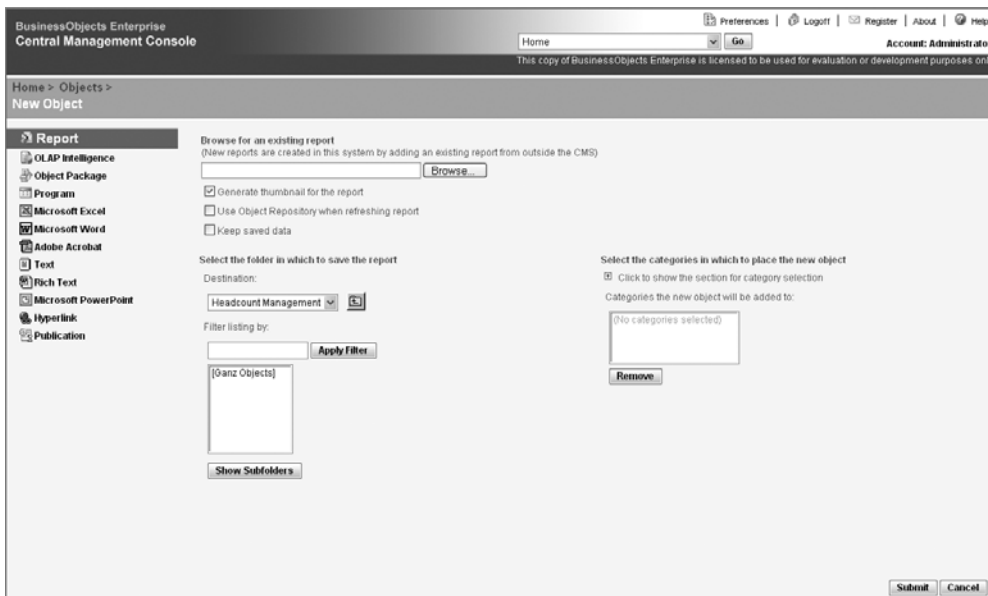 BusinessObjects Enterprise
Central Management Console
Preferences | Logoff | Register | About | Help
Home Go
Account: Administrato
This copy of BusinessObjects Enterprise is licensed to be used for evaluation or development purposes onl
Home > Objects >
New Object
Report
OLAP Intelligence
Object Package
Program
Microsoft Excel
Microsoft Word
Adobe Acrobat
Text
Rich Text
Microsoft PowerPoint
Hyperlink
Publication
Browse for an existing report
(New reports are created in this system by adding an existing report from outside the CMS)
Browse...
Generate thumbnail for the report
Use Object Repository when refreshing report
Keep saved data
Select the folder in which to save the report
Destination:
Headcount Management
Filter listing by:
Apply Filter
[Ganz Objects]
Show Subfolders
Select the categories in which to place the new object
Click to show the section for category selection
Categories the new object will be added to:
(No categories selected)
Remove
Submit Cancel